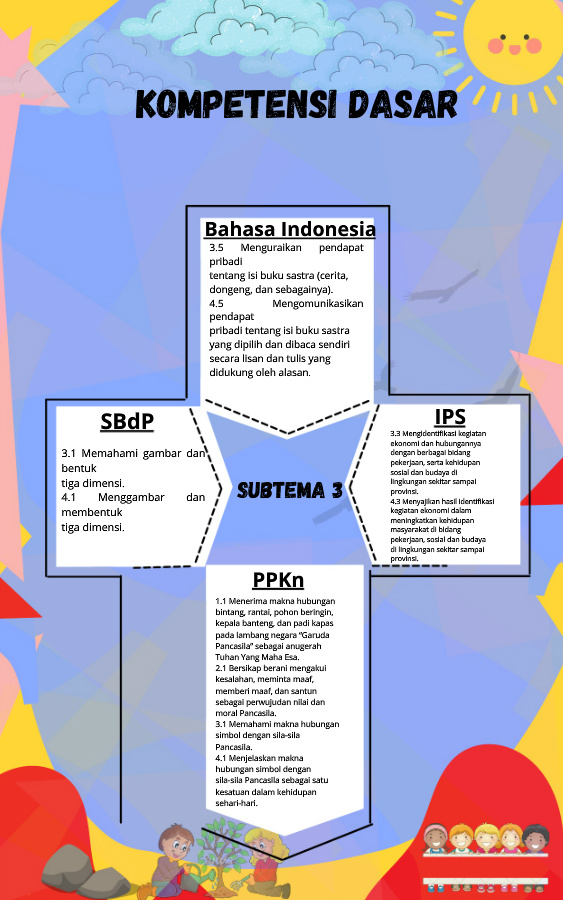 KOMPETENSI DASAR
Bahasa Indonesia
3.5 Menguraikan pendapat
pribadi
tentang isi buku sastra (cerita,
dongeng, dan sebagainya).
4.5 Mengomunikasikan
pendapat
pribadi tentang isi buku sastra
yang dipilih dan dibaca sendiri
secara lisan dan tulis yang
didukung oleh alasan.
SBdP
3.1 Memahami gambar dan
bentuk
tiga dimensi.
4.1 Menggambar dan
membentuk
tiga dimensi.
SUBTEMA 3
IPS
3.3 Mengidentifikasi kegiatan
ekonomi dan hubungannya
dengan berbagai bidang
pekerjaan, serta kehidupan
sosial dan budaya di
lingkungan sekitar sampai
provinsi.
4.3 Menyajikan hasil identifikasi
kegiatan ekonomi dalam
meningkatkan kehidupan
masyarakat di bidang
pekerjaan, sosial dan budaya
di lingkungan sekitar sampai
provinsi.
PPKn
1.1 Menerima makna hubungan
bintang, rantai, pohon beringin,
kepala banteng, dan padi kapas
pada lambang negara “Garuda
Pancasila” sebagai anugerah
Tuhan Yang Maha Esa.
2.1 Bersikap berani mengakui
kesalahan, meminta maaf,
memberi maaf, dan santun
sebagai perwujudan nilai dan
moral Pancasila.
3.1 Memahami makna hubungan
simbol dengan sila-sila
Pancasila.
4.1 Menjelaskan makna
hubungan simbol dengan
sila-sila Pancasila sebagai satu
kesatuan dalam kehidupan
sehari-hari.